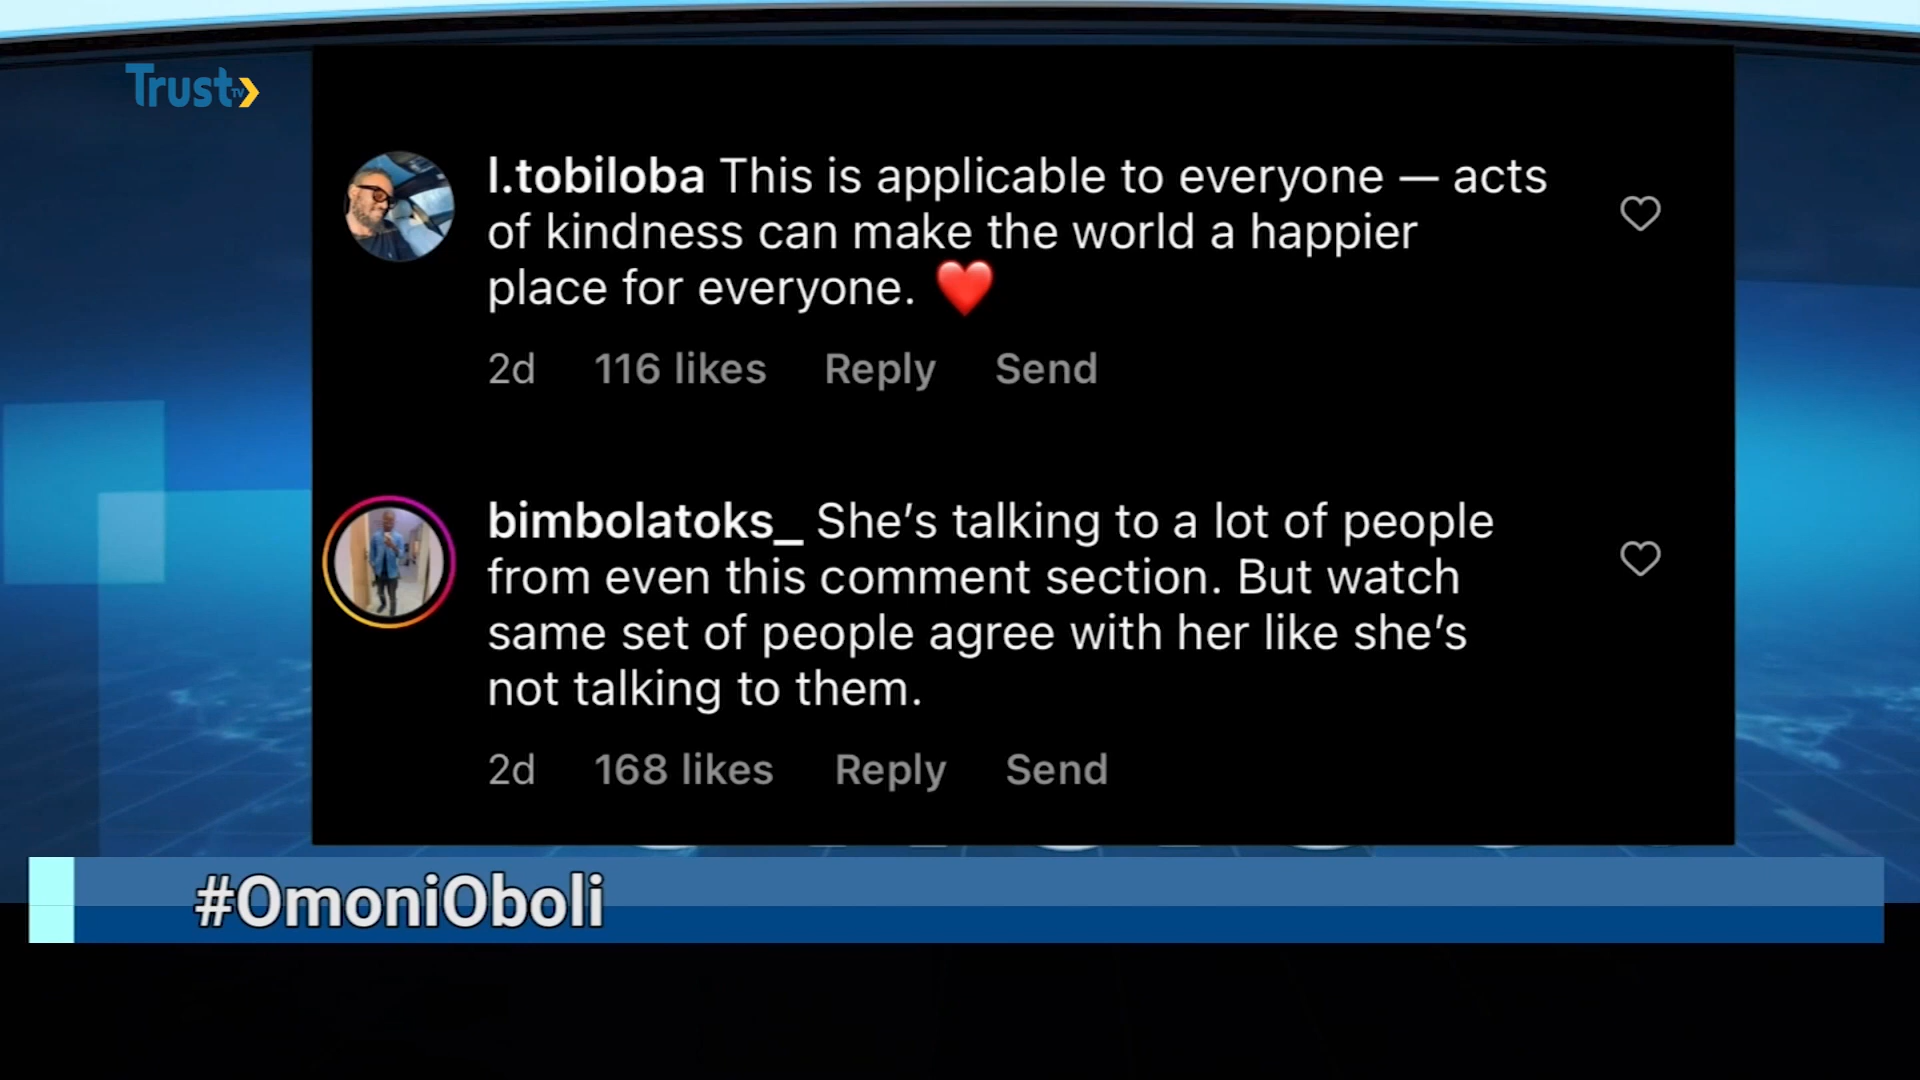 Trust TV
l.tobiloba This is applicable to everyone — acts
of kindness can make the world a happier
place for everyone. ❤️
2d 116 likes Reply Send
bimbolatoks_ She’s talking to a lot of people
from even this comment section. But watch
same set of people agree with her like she’s
not talking to them.
2d 168 likes Reply Send
#OmoniOboli